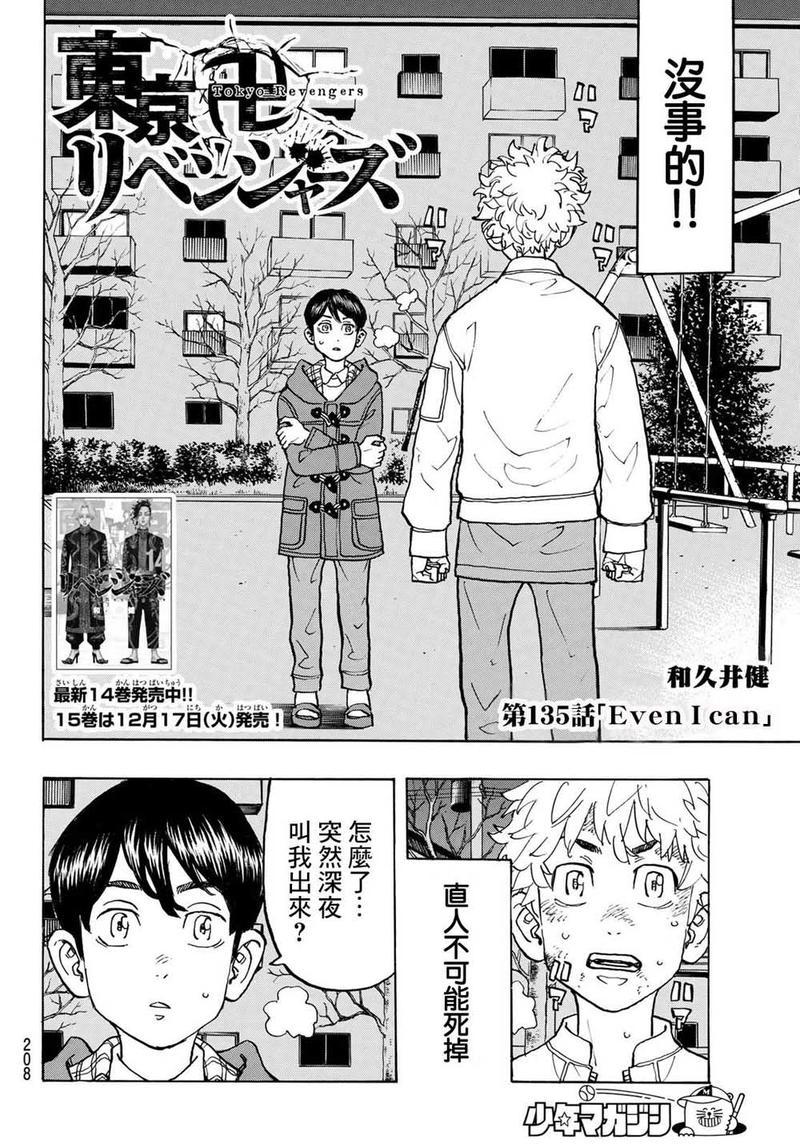 沒事的!!
東京卍リベンジャーズ
Tokyo Revengers
ハァ
ハァ
ハァ
最新14巻発売中!!
15巻は12月17日(火)発売!
和久井健
第135話「Even I can」
直人不可能死掉
ハァ
ハァ
怎麼了…
突然深夜
叫我出來?
208
少年マガジン